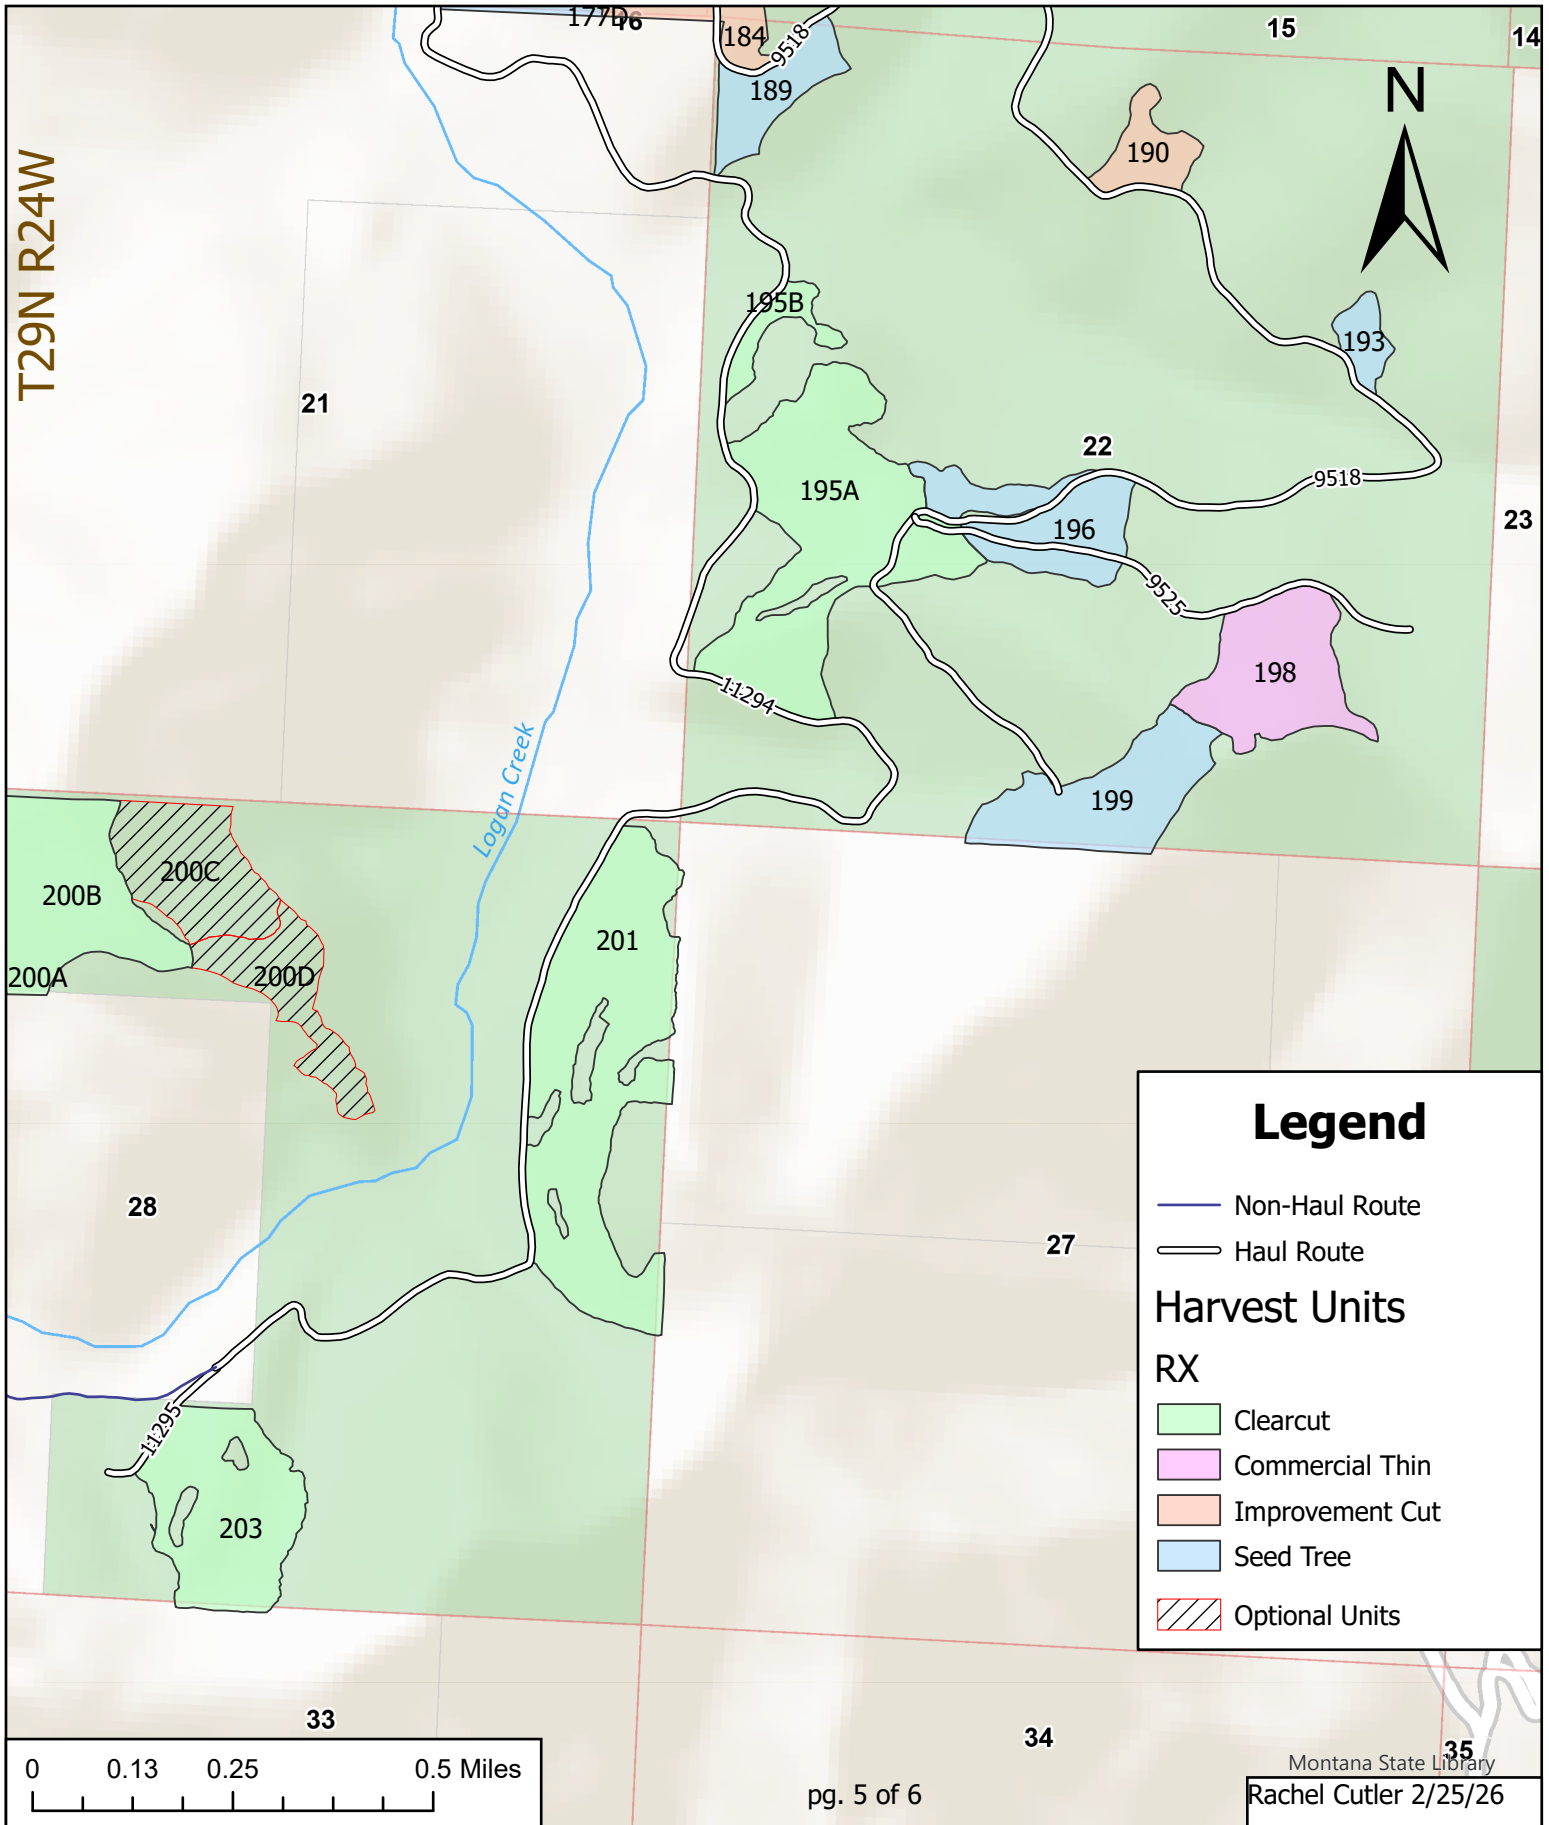 177D
16
184
9518
15
14
189
N
190
T29N R24W
195B
193
21
22
195A
9518
196
23
9525
198
11294
Logan Creek
199
200C
200B
201
200A
200D
28
27
11295
203
33
34
35
Legend
Non-Haul Route
Haul Route
Harvest Units
RX
Clearcut
Commercial Thin
Improvement Cut
Seed Tree
Optional Units
0 0.13 0.25 0.5 Miles
pg. 5 of 6
Montana State Library
Rachel Cutler 2/25/26